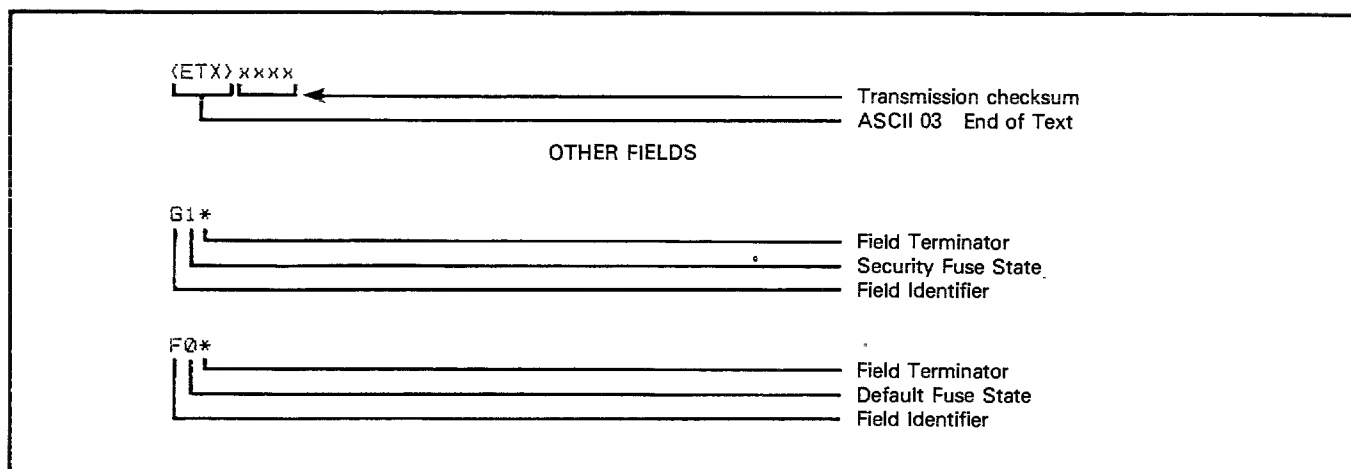 <ETX>xxxx
Transmission checksum
ASCII 03 End of Text
OTHER FIELDS
G1*
Field Terminator
Security Fuse State
Field Identifier
F0*
Field Terminator
Default Fuse State
Field Identifier